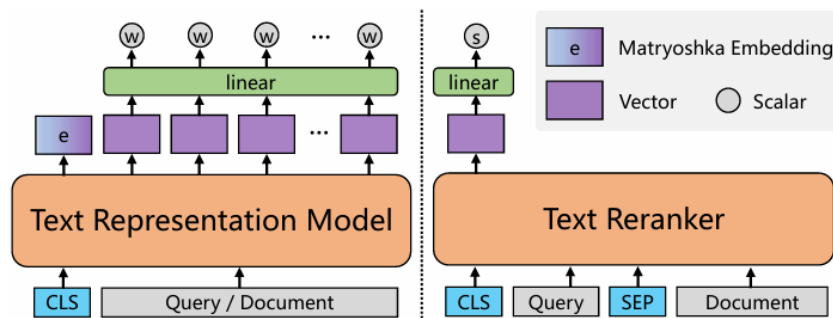 w w w ... w
linear
e
...
Text Representation Model
CLS
Query / Document
s
linear
Text Reranker
CLS
Query
SEP
Document
e
Matryoshka Embedding
Vector
Scalar